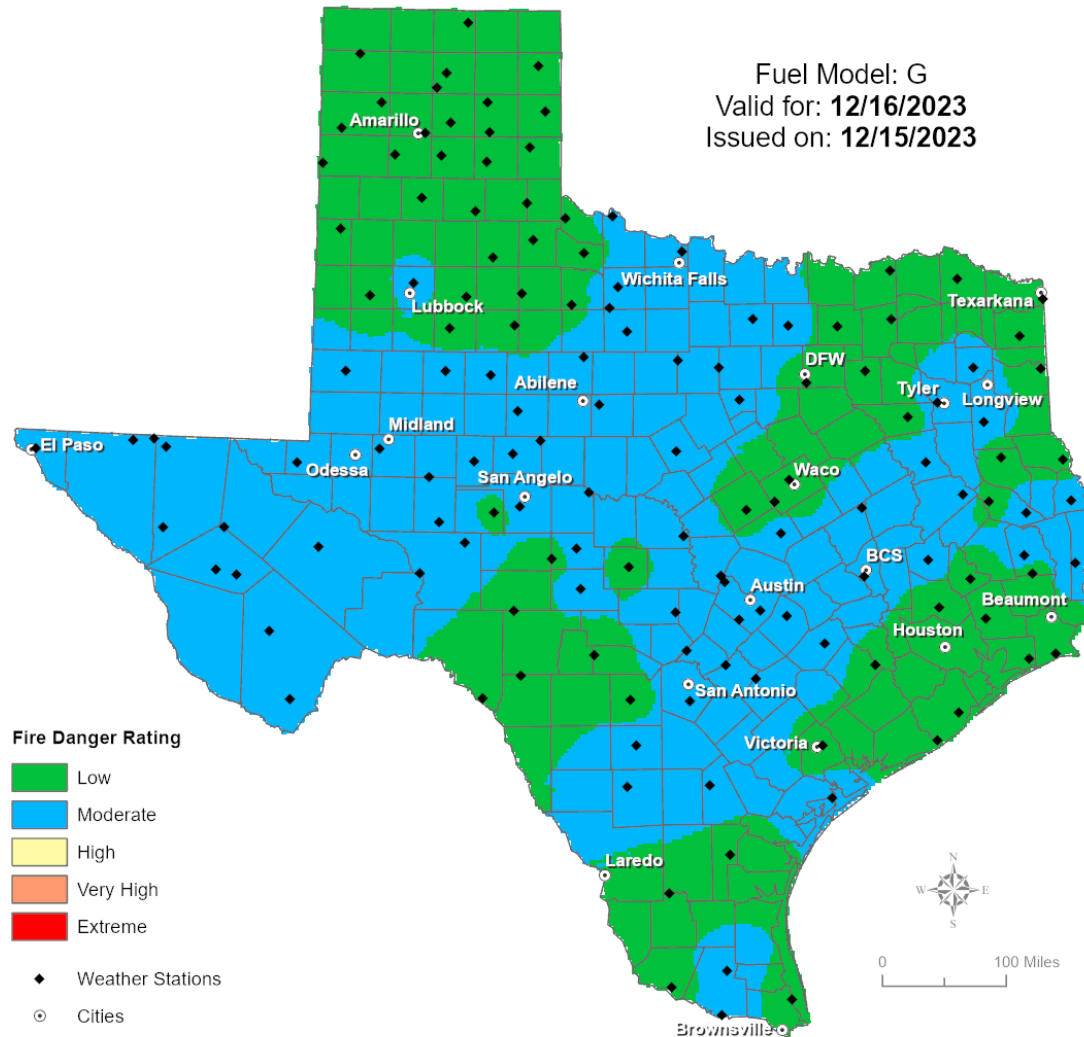 Fuel Model: G
Valid for: 12/16/2023
Issued on: 12/15/2023
Amarillo
Wichita Falls
Lubbock
Texarkana
DFW
Abilene
Tyler
Longview
Midland
El Paso
Odessa
San Angelo
Waco
BCS
Austin
Beaumont
Houston
San Antonio
Victoria
Fire Danger Rating
Low
Moderate
High
Very High
Extreme
Weather Stations
Cities
Laredo
Brownsville
N
W E
S
0 100 Miles